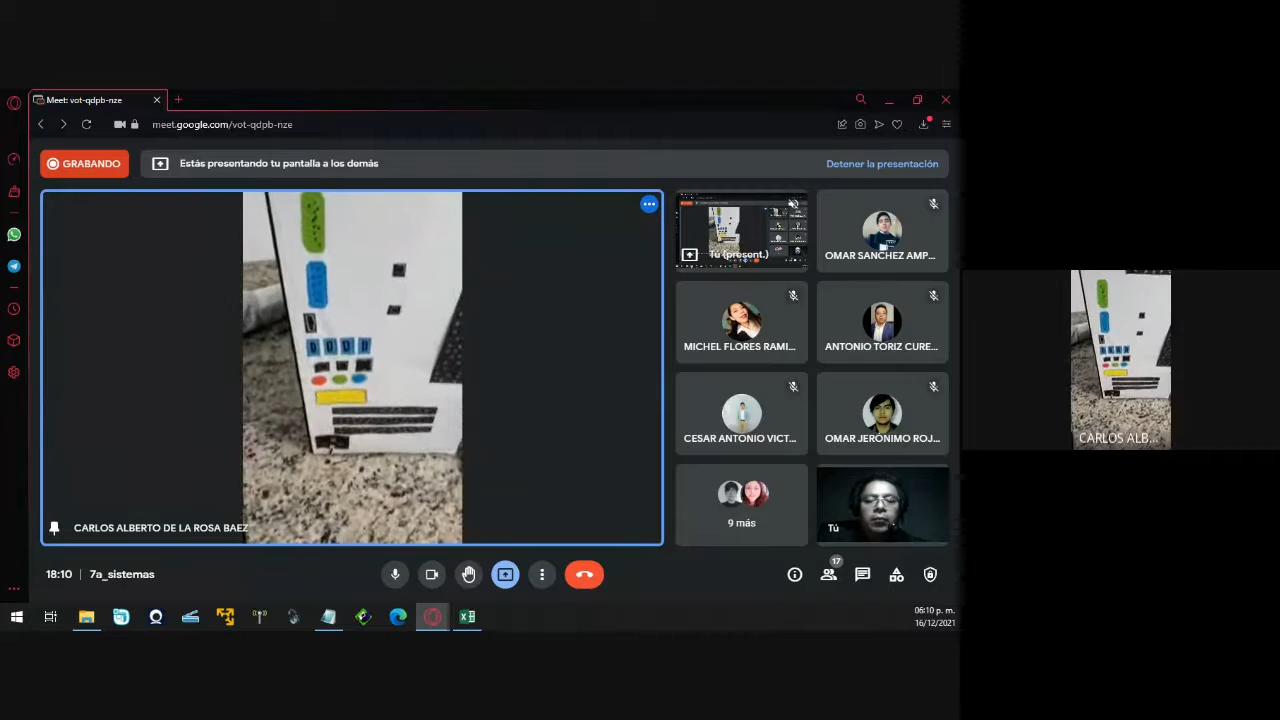 Meet: vot-qdpb-nze
meet.google.com/vot-qdpb-nze
GRABANDO
Estás presentando tu pantalla a los demás
Detener la presentación
Tú (present.)
OMAR SANCHEZ AMP...
MICHEL FLORES RAMI...
ANTONIO TORIZ CURE...
CESAR ANTONIO VICT...
OMAR JERÓNIMO ROJ...
CARLOS ALBERTO DE LA ROSA BAEZ
9 más
Tú
CARLOS ALB...
18:10 | 7a_sistemas
17
06:10 p. m.
16/12/2021